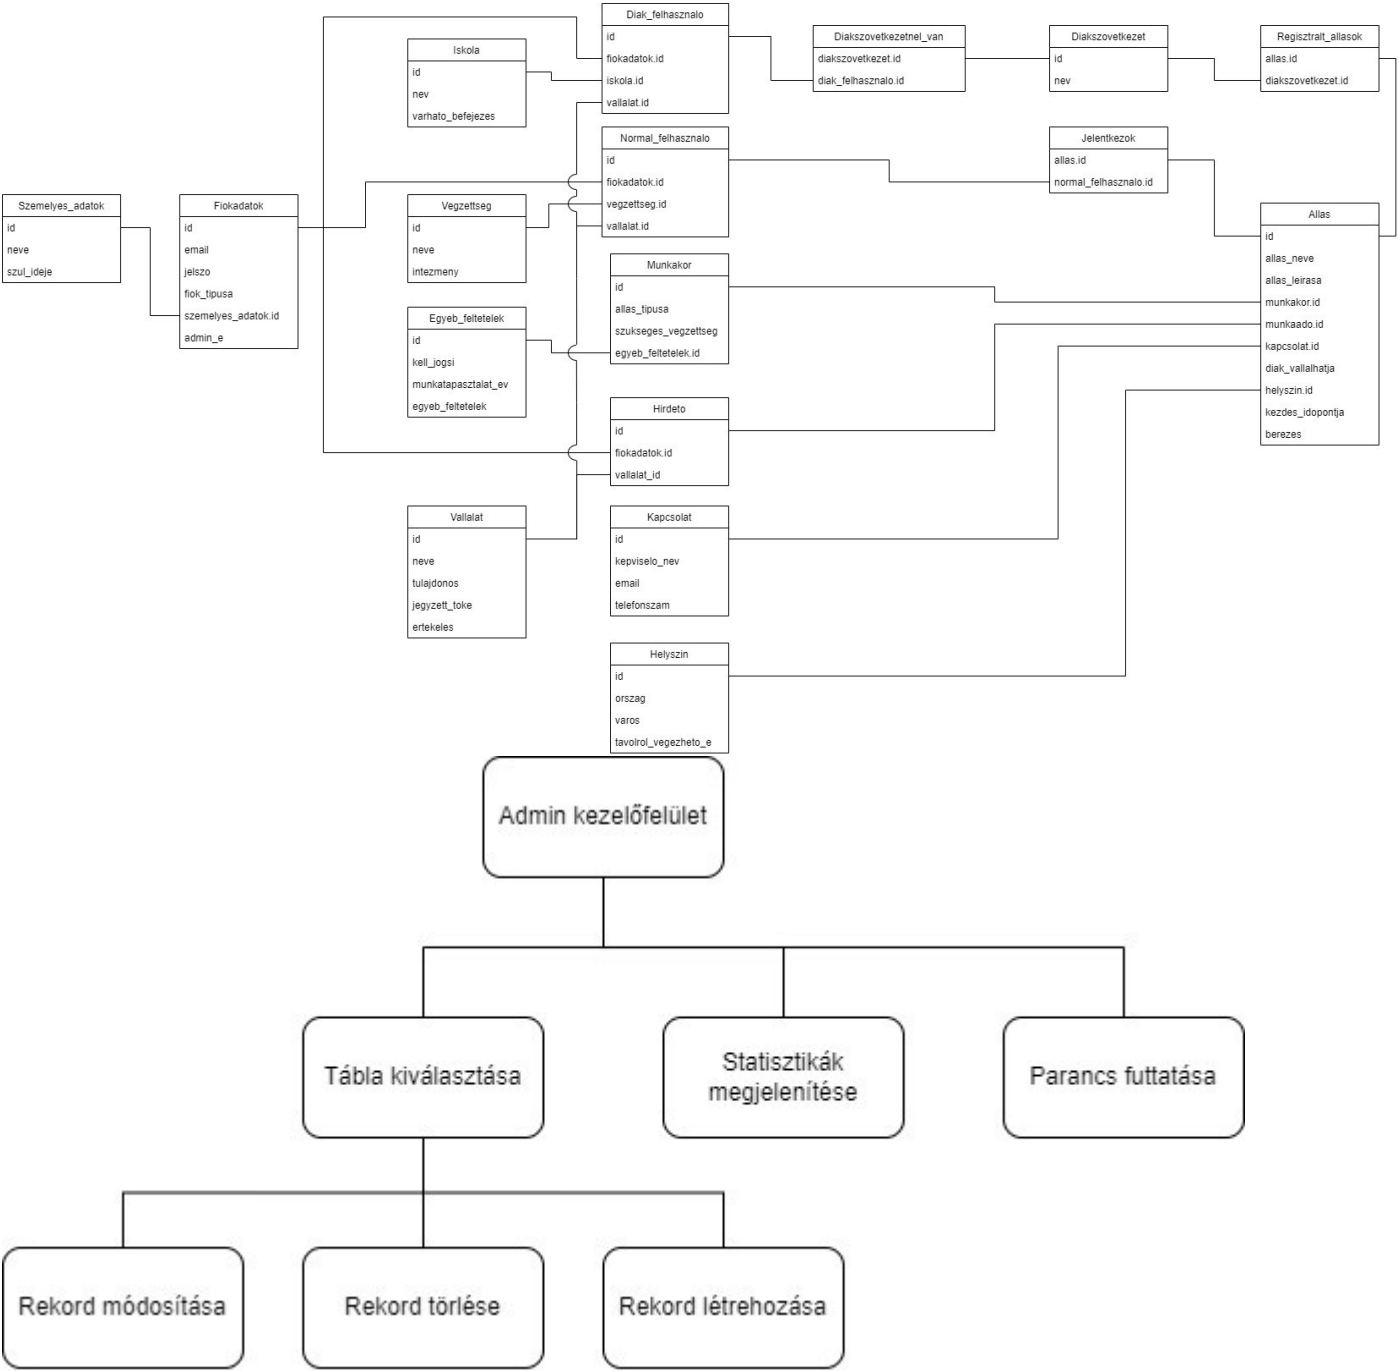 Diak_felhasznalo
id
fiokadatok.id
iskola.id
vallalat.id
Diakszovetkezetnel_van
diakszovetkezet.id
diak_felhasznalo.id
Diakszovetkezet
id
nev
Regisztralt_allasok
allas.id
diakszovetkezet.id
Iskola
id
nev
varhato_befejezes
Normal_felhasznalo
id
fiokadatok.id
vegzettseg.id
vallalat.id
Jelentkezok
allas.id
normal_felhasznalo.id
Szemelyes_adatok
id
neve
szul_ideje
Fiokadatok
id
email
jelszo
fiok_tipusa
szemelyes_adatok.id
admin_e
Vegzettseg
id
neve
intezmeny
Allas
id
allas_neve
allas_leirasa
munkakor.id
munkaado.id
kapcsolat.id
diak_vallalhatja
helyszin.id
kezdes_idopontja
berezes
Munkakor
id
allas_tipusa
szukseges_vegzettseg
egyeb_feltetelek.id
Egyeb_feltetelek
id
kell_jogsi
munkatapasztalat_ev
egyeb_feltetelek
Hirdeto
id
fiokadatok.id
vallalat_id
Vallalat
id
neve
tulajdonos
jegyzett_toke
ertekeles
Kapcsolat
id
kepviselo_nev
email
telefonszam
Helyszin
id
orszag
varos
tavolrol_vegezheto_e
Admin kezelőfelület
Tábla kiválasztása
Statisztikák
megjelenítése
Parancs futtatása
Rekord módosítása
Rekord törlése
Rekord létrehozása